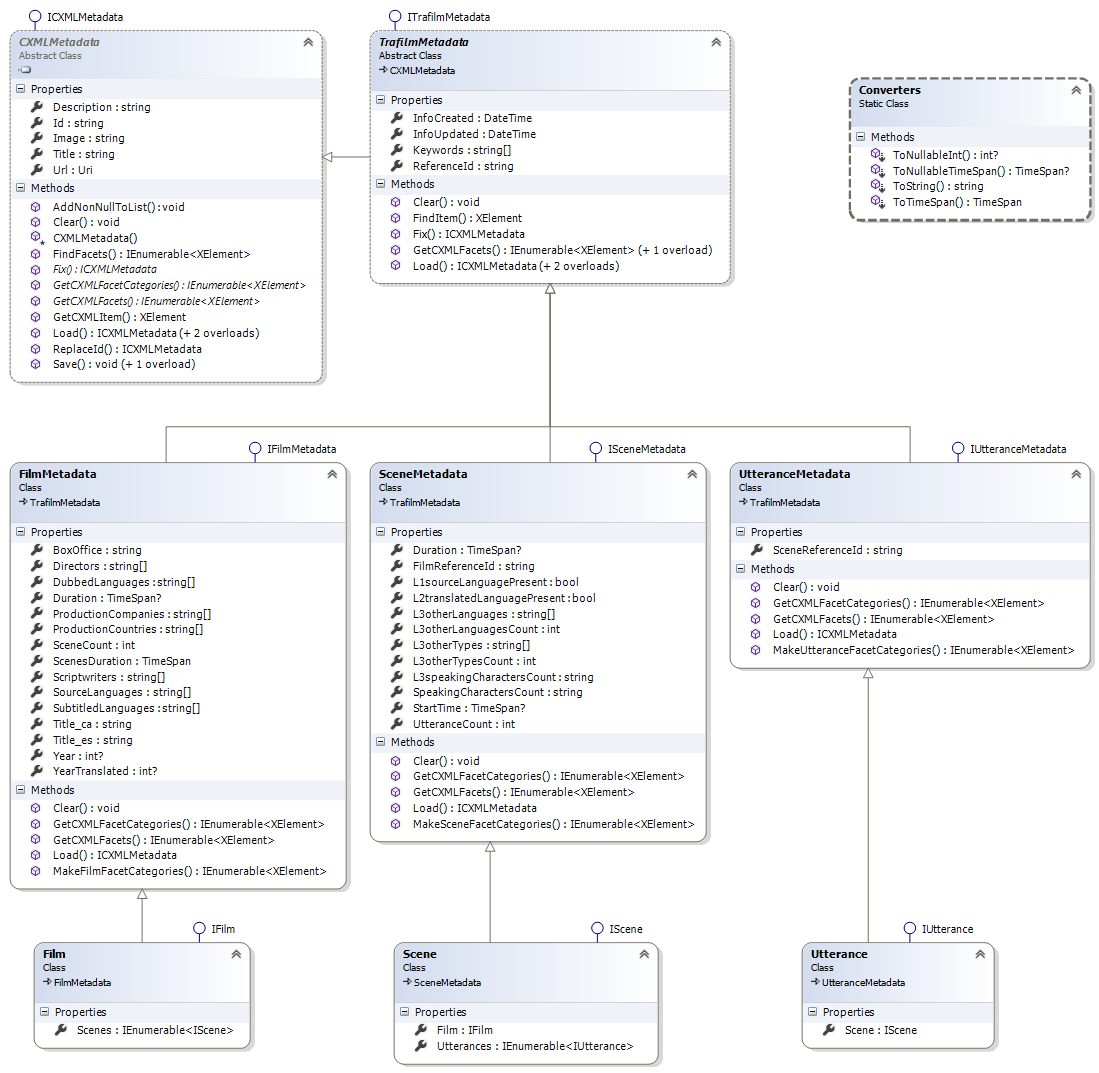 ICXMLMetadata
CXMLMetadata
Abstract Class
Properties
Description : string
Id : string
Image : string
Title : string
Url : Uri
Methods
AddNonNullToList() : void
Clear() : void
CXMLMetadata()
FindFacets() : IEnumerable<XElement>
Fix() : ICXMLMetadata
GetCXMLFacetCategories() : IEnumerable<XElement>
GetCXMLFacets() : IEnumerable<XElement>
GetCXMLItem() : XElement
Load() : ICXMLMetadata (+ 2 overloads)
ReplaceId() : ICXMLMetadata
Save() : void (+ 1 overload)
ITrafilmMetadata
TrafilmMetadata
Abstract Class
CXMLMetadata
Properties
InfoCreated : DateTime
InfoUpdated : DateTime
Keywords : string[]
ReferenceId : string
Methods
Clear() : void
FindItem() : XElement
Fix() : ICXMLMetadata
GetCXMLFacets() : IEnumerable<XElement> (+ 1 overload)
Load() : ICXMLMetadata (+ 2 overloads)
Converters
Static Class
Methods
ToNullableInt() : int?
ToNullableTimeSpan() : TimeSpan?
ToString() : string
ToTimeSpan() : TimeSpan
IFilmMetadata
FilmMetadata
Class
TrafilmMetadata
Properties
BoxOffice : string
Directors : string[]
DubbedLanguages : string[]
Duration : TimeSpan?
ProductionCompanies : string[]
ProductionCountries : string[]
SceneCount : int
ScenesDuration : TimeSpan
Scriptwriters : string[]
SourceLanguages : string[]
SubtitledLanguages : string[]
Title_ca : string
Title_es : string
Year : int?
YearTranslated : int?
Methods
Clear() : void
GetCXMLFacetCategories() : IEnumerable<XElement>
GetCXMLFacets() : IEnumerable<XElement>
Load() : ICXMLMetadata
MakeFilmFacetCategories() : IEnumerable<XElement>
ISceneMetadata
SceneMetadata
Class
TrafilmMetadata
Properties
Duration : TimeSpan?
FilmReferenceId : string
L1sourceLanguagePresent : bool
L2translatedLanguagePresent : bool
L3otherLanguages : string[]
L3otherLanguagesCount : int
L3otherTypes : string[]
L3otherTypesCount : int
L3speakingCharactersCount : string
SpeakingCharactersCount : string
StartTime : TimeSpan?
UtteranceCount : int
Methods
Clear() : void
GetCXMLFacetCategories() : IEnumerable<XElement>
GetCXMLFacets() : IEnumerable<XElement>
Load() : ICXMLMetadata
MakeSceneFacetCategories() : IEnumerable<XElement>
IUtteranceMetadata
UtteranceMetadata
Class
TrafilmMetadata
Properties
SceneReferenceId : string
Methods
Clear() : void
GetCXMLFacetCategories() : IEnumerable<XElement>
GetCXMLFacets() : IEnumerable<XElement>
Load() : ICXMLMetadata
MakeUtteranceFacetCategories() : IEnumerable<XElement>
IFilm
Film
Class
FilmMetadata
Properties
Scenes : IEnumerable<IScene>
IScene
Scene
Class
SceneMetadata
Properties
Film : IFilm
Utterances : IEnumerable<IUtterance>
IUtterance
Utterance
Class
UtteranceMetadata
Properties
Scene : IScene